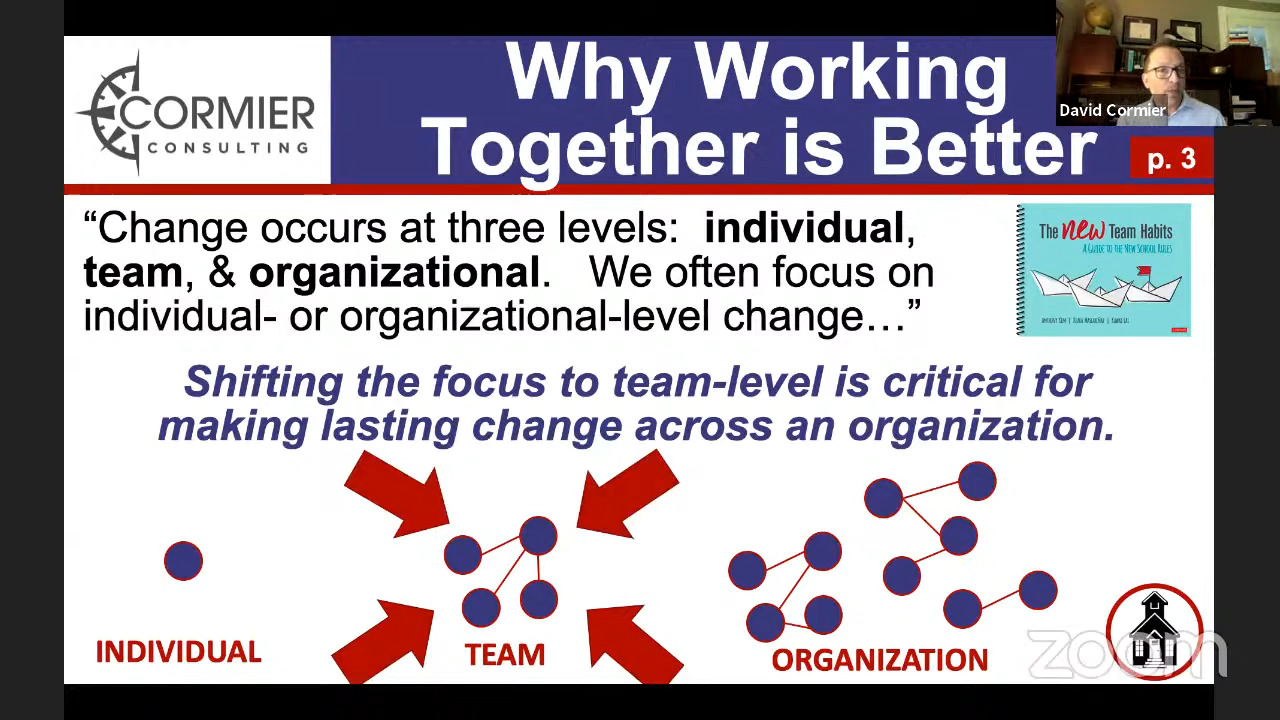 CORMIER
CONSULTING
Why Working
Together is Better
David Cormier
p. 3
“Change occurs at three levels: individual,
team, & organizational. We often focus on
individual- or organizational-level change…”
The new Team Habits
A GUIDE TO THE NEW SCHOOL RULES
Shifting the focus to team-level is critical for
making lasting change across an organization.
INDIVIDUAL
TEAM
ORGANIZATION
zoom